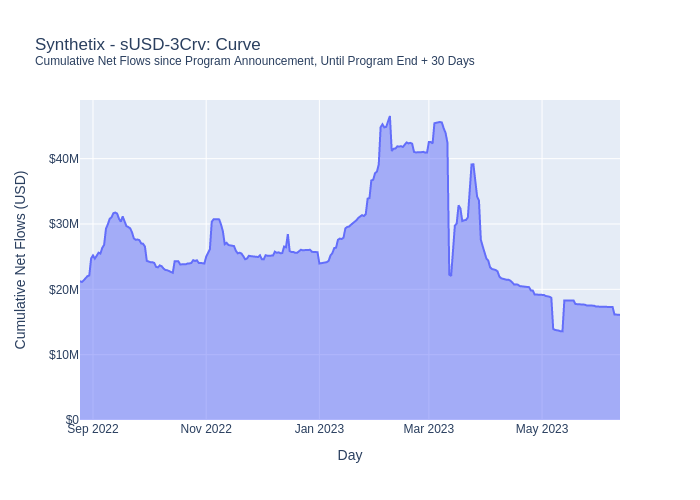 Synthetix - sUSD-3Crv: Curve
Cumulative Net Flows since Program Announcement, Until Program End + 30 Days
Cumulative Net Flows (USD)
$40M
$30M
$20M
$10M
$0
Sep 2022
Nov 2022
Jan 2023
Mar 2023
May 2023
Day